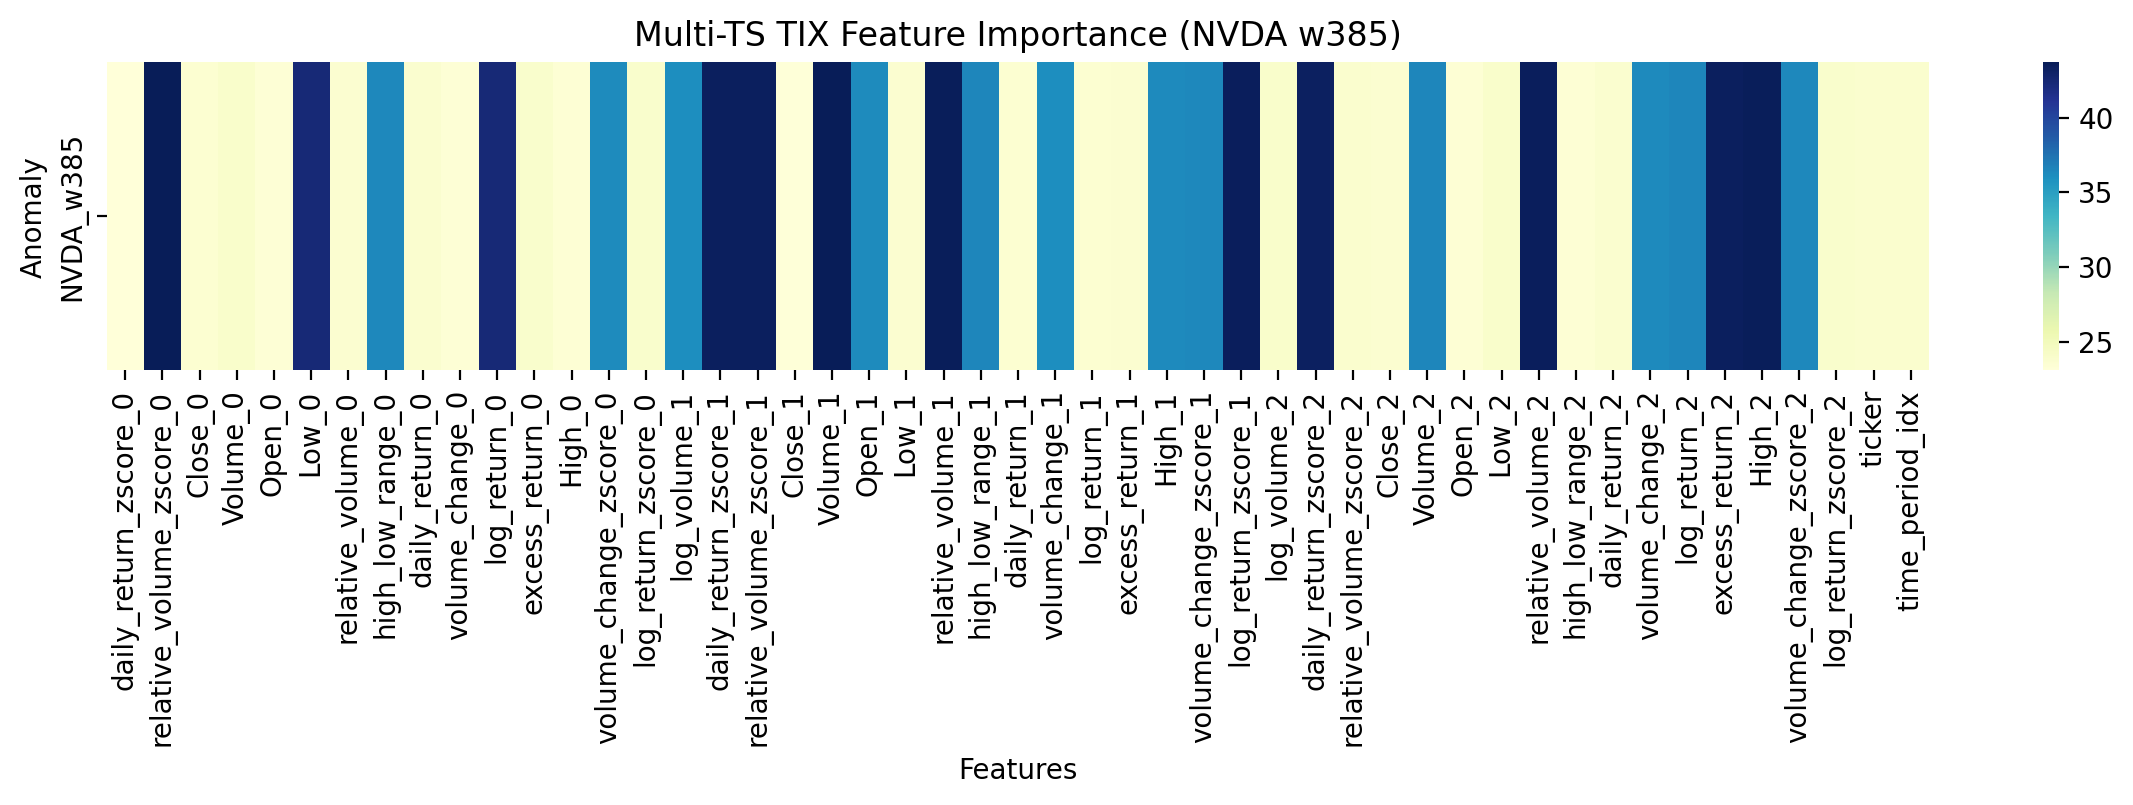 Multi-TS TIX Feature Importance (NVDA w385)
Anomaly
NVDA_w385
40
35
30
25
daily_return_zscore_0
relative_volume_zscore_0
Close_0
Volume_0
Open_0
Low_0
relative_volume_0
high_low_range_0
daily_return_0
volume_change_0
log_return_0
excess_return_0
High_0
volume_change_zscore_0
log_return_zscore_0
log_volume_1
daily_return_zscore_1
relative_volume_zscore_1
Close_1
Volume_1
Open_1
Low_1
relative_volume_1
high_low_range_1
daily_return_1
volume_change_1
log_return_1
excess_return_1
High_1
volume_change_zscore_1
log_return_zscore_1
log_volume_2
daily_return_zscore_2
relative_volume_zscore_2
Close_2
Volume_2
Open_2
Low_2
relative_volume_2
high_low_range_2
daily_return_2
volume_change_2
log_return_2
excess_return_2
High_2
volume_change_zscore_2
log_return_zscore_2
ticker
time_period_idx
Features